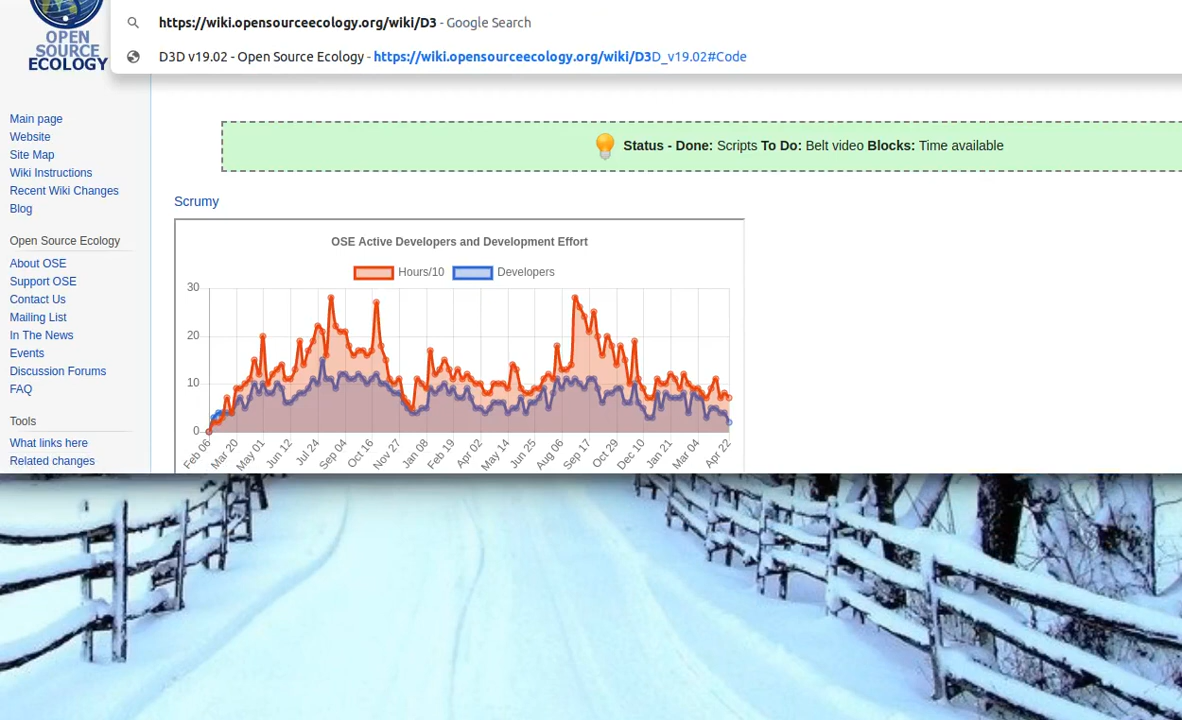 https://wiki.opensourceecology.org/wiki/D3 - Google Search
D3D v19.02 - Open Source Ecology - https://wiki.opensourceecology.org/wiki/D3D_v19.02#Code
OPEN
SOURCE
ECOLOGY
Main page
Website
Site Map
Wiki Instructions
Recent Wiki Changes
Blog
Open Source Ecology
About OSE
Support OSE
Contact Us
Mailing List
In The News
Events
Discussion Forums
FAQ
Tools
What links here
Related changes
Status - Done: Scripts To Do: Belt video Blocks: Time available
Scrumy
OSE Active Developers and Development Effort
Hours/10 Developers
30
20
10
0
Feb 06 Mar 20 May 01 Jun 12 Jul 24 Sep 04 Oct 16 Nov 27 Jan 08 Feb 19 Apr 02 May 14 Jun 25 Aug 06 Sep 17 Oct 29 Dec 10 Jan 21 Mar 04 Apr 22